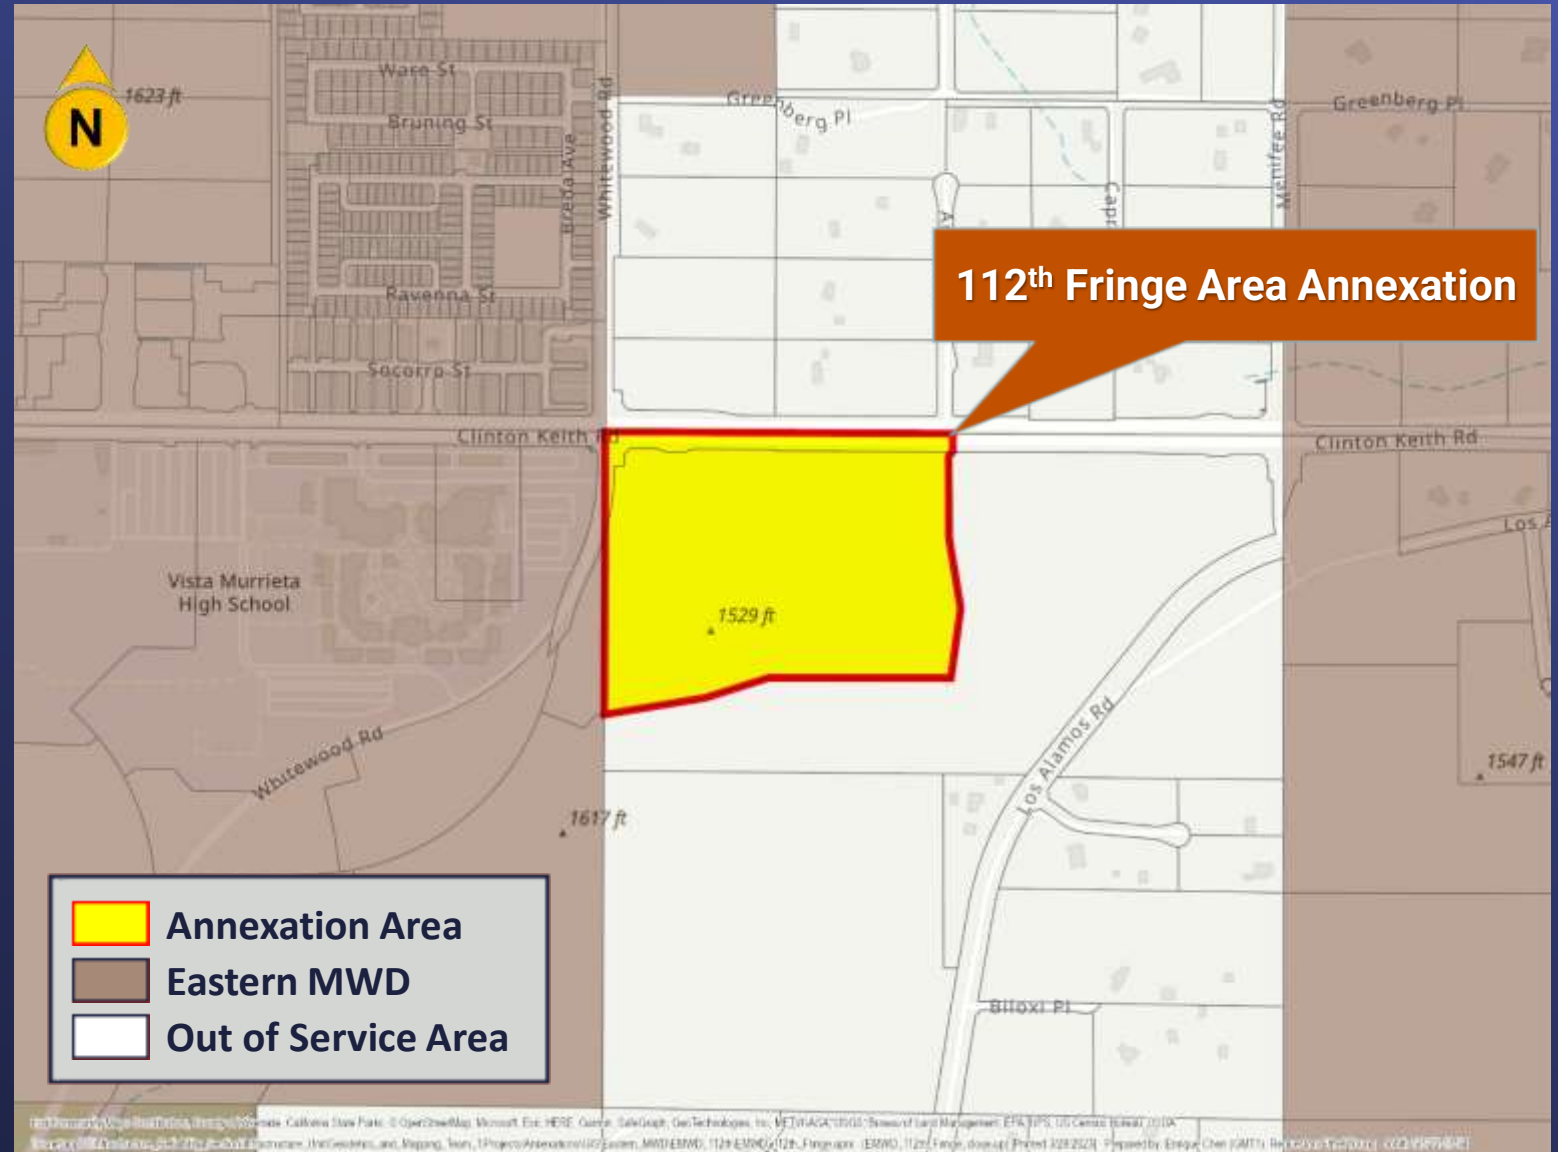 N
1623 ft
Ware St
Bruning St
Breda Ave
Whitewood Rd
Greenberg Pl
Menifee Rd
Greenberg Pl
Ravenna St
Socorro St
112th Fringe Area Annexation
Clinton Keith Rd
Clinton Keith Rd
Los A
Vista Murrieta
High School
1529 ft
Whitewood Rd
Los Alamos Rd
1547 ft
1617 ft
Annexation Area
Eastern MWD
Out of Service Area
Biloxi Pl